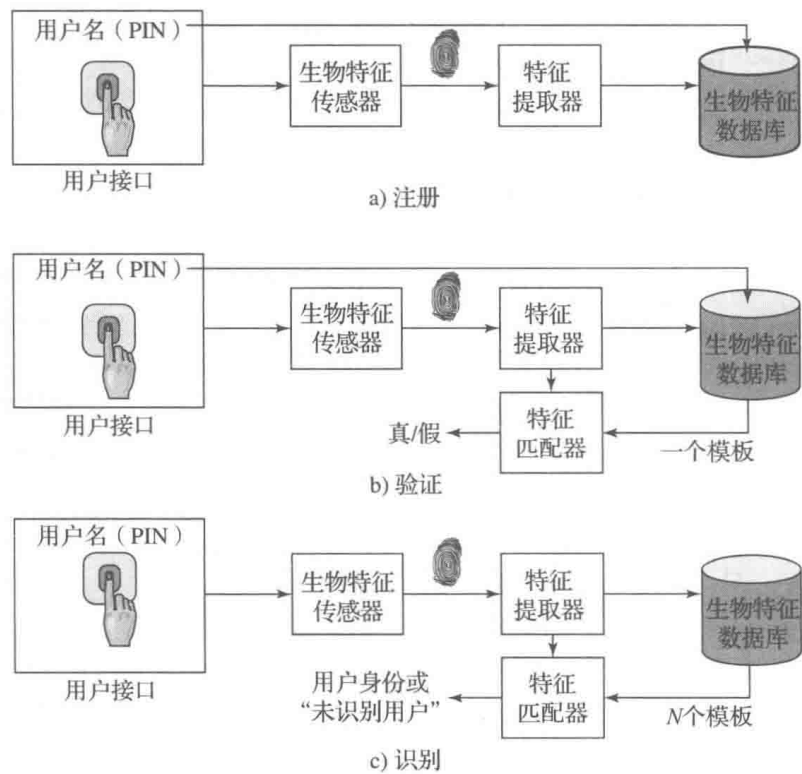 用户名（PIN）
生物特征
传感器
特征
提取器
生物特征
数据库
用户接口
a) 注册
用户名（PIN）
生物特征
传感器
特征
提取器
生物特征
数据库
用户接口
真/假
特征
匹配器
一个模板
b) 验证
用户名（PIN）
生物特征
传感器
特征
提取器
生物特征
数据库
用户接口
用户身份或
“未识别用户”
特征
匹配器
N个模板
c) 识别